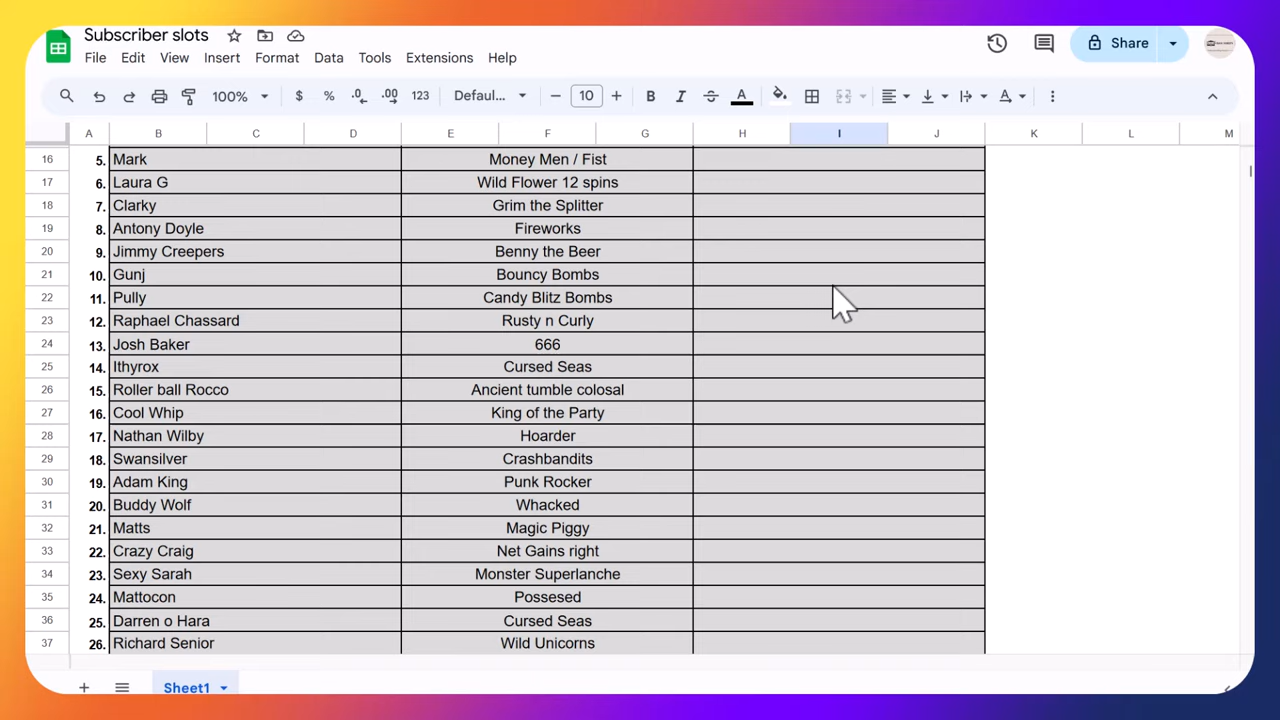 Subscriber slots
File Edit View Insert Format Data Tools Extensions Help
Share
100% $ % .0 .00 123 Defaul... − 10 + B I S A A
A B C D E F G H I J K L M
16 5. Mark Money Men / Fist
17 6. Laura G Wild Flower 12 spins
18 7. Clarky Grim the Splitter
19 8. Antony Doyle Fireworks
20 9. Jimmy Creepers Benny the Beer
21 10. Gunj Bouncy Bombs
22 11. Pully Candy Blitz Bombs
23 12. Raphael Chassard Rusty n Curly
24 13. Josh Baker 666
25 14. Ithyrox Cursed Seas
26 15. Roller ball Rocco Ancient tumble colosal
27 16. Cool Whip King of the Party
28 17. Nathan Wilby Hoarder
29 18. Swansilver Crashbandits
30 19. Adam King Punk Rocker
31 20. Buddy Wolf Whacked
32 21. Matts Magic Piggy
33 22. Crazy Craig Net Gains right
34 23. Sexy Sarah Monster Superlanche
35 24. Mattocon Possesed
36 25. Darren o Hara Cursed Seas
37 26. Richard Senior Wild Unicorns
+ Sheet1